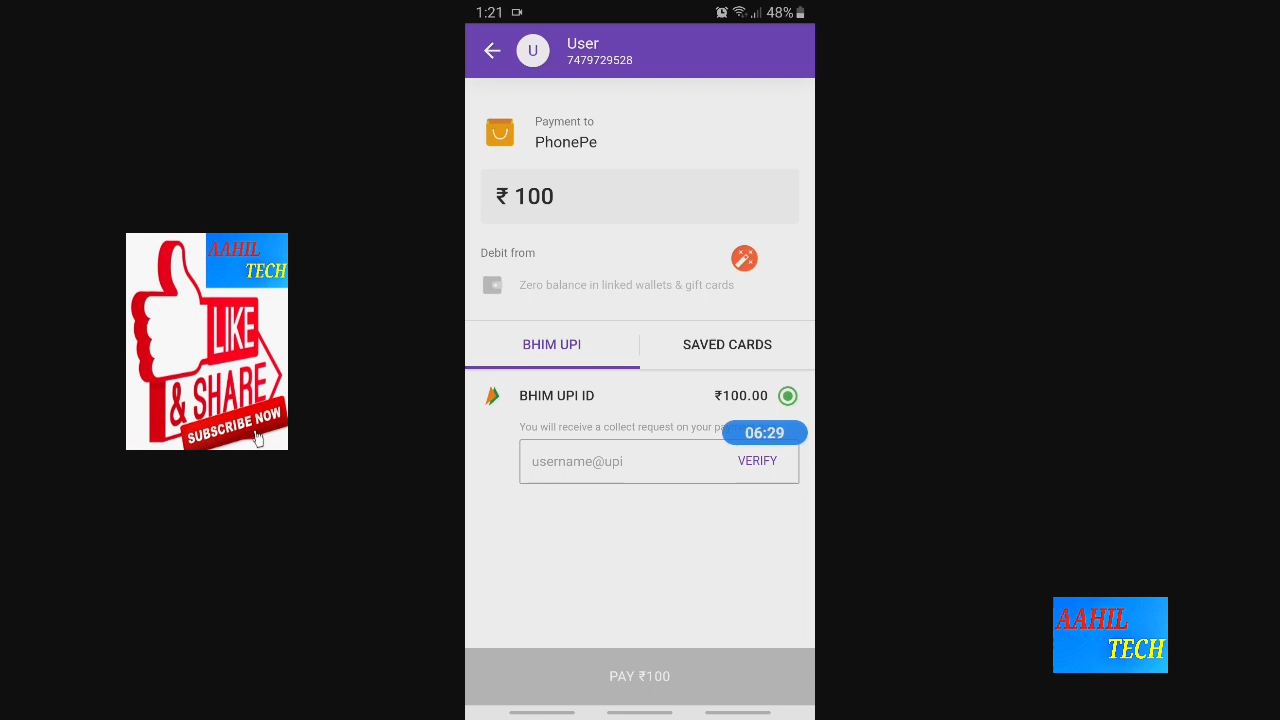 1:21
48%
U
User
7479729528
Payment to
PhonePe
₹ 100
Debit from
Zero balance in linked wallets & gift cards
BHIM UPI
SAVED CARDS
BHIM UPI ID
₹100.00
You will receive a collect request on your
06:29
username@upi
VERIFY
PAY ₹100
AAHIL
TECH
LIKE
& SHARE
SUBSCRIBE NOW
AAHIL
TECH